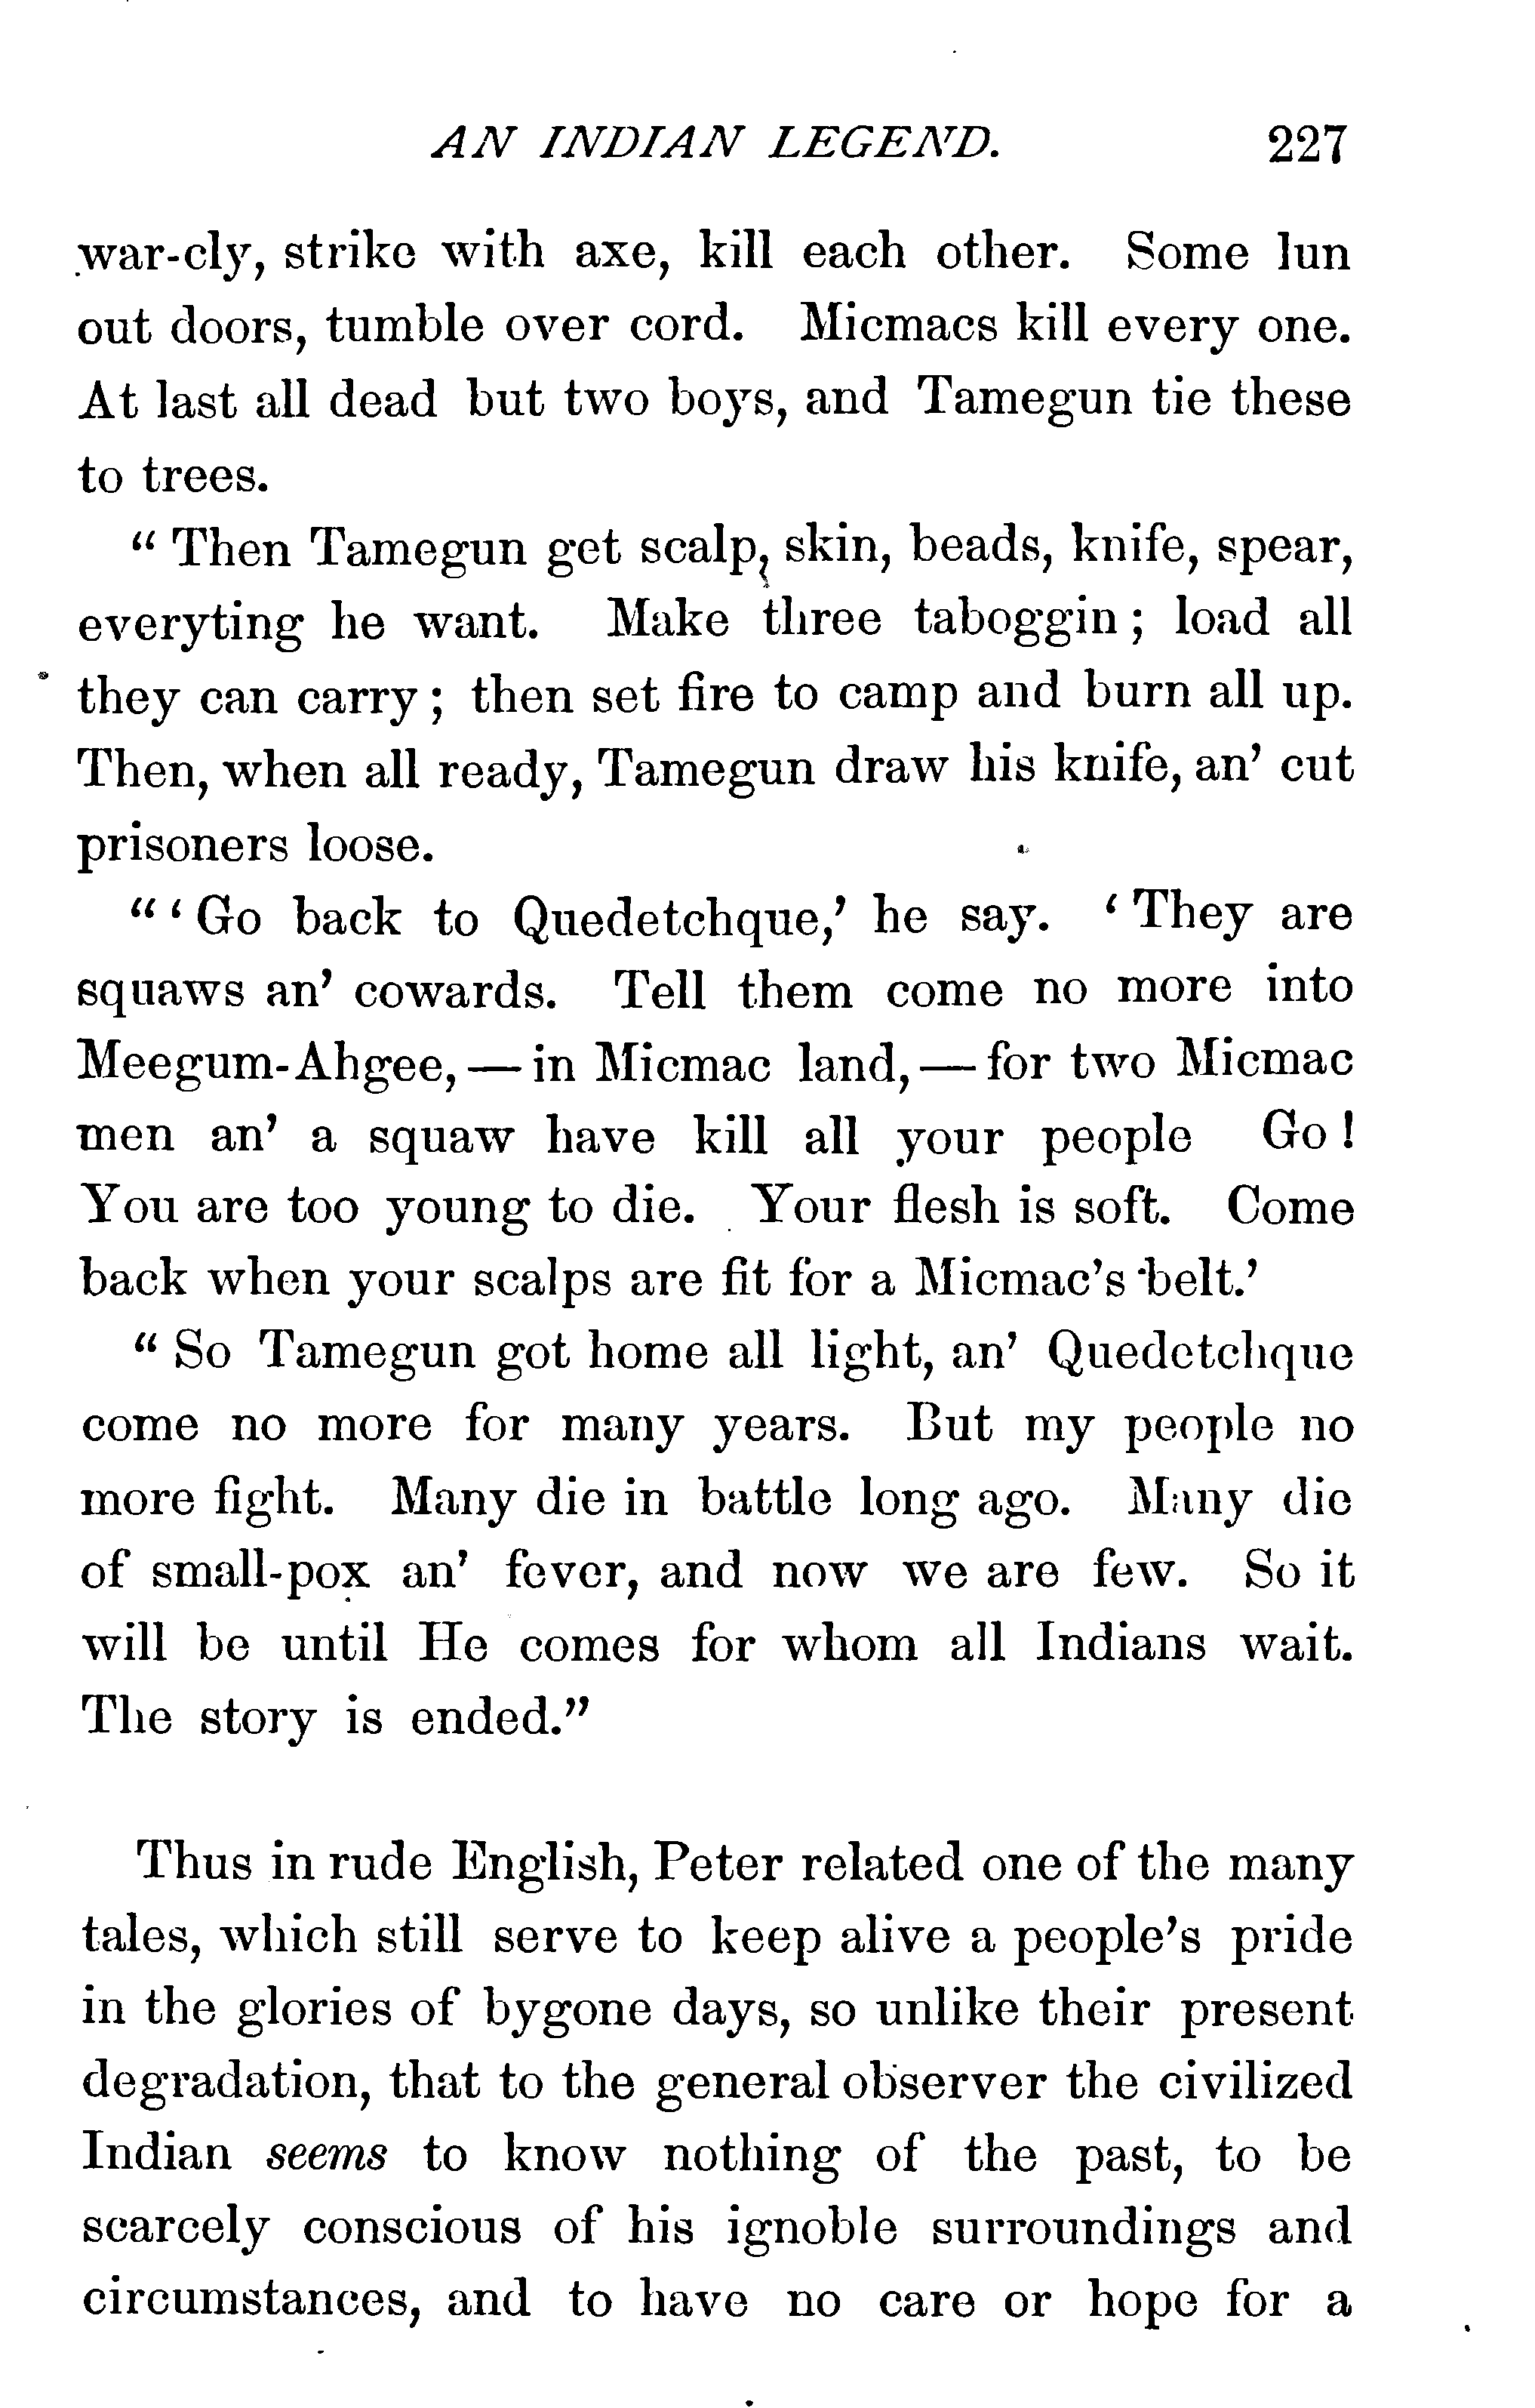 AN INDIAN LEGEND. 227
war-cly, strike with axe, kill each other. Some lun
out doors, tumble over cord. Micmacs kill every one.
At last all dead but two boys, and Tamegun tie these
to trees.
“ Then Tamegun get scalp, skin, beads, knife, spear,
everyting he want. Make three taboggin ; load all
they can carry ; then set fire to camp and burn all up.
Then, when all ready, Tamegun draw his knife, an’ cut
prisoners loose.
“ ‘ Go back to Quedetchque,’ he say. ‘ They are
squaws an’ cowards. Tell them come no more into
Meegum-Ahgee, — in Micmac land, — for two Micmac
men an’ a squaw have kill all your people Go !
You are too young to die. Your flesh is soft. Come
back when your scalps are fit for a Micmac’s belt.’
“ So Tamegun got home all light, an’ Quedetchque
come no more for many years. But my people no
more fight. Many die in battle long ago. Many die
of small-pox an’ fever, and now we are few. So it
will be until He comes for whom all Indians wait.
The story is ended.”
Thus in rude English, Peter related one of the many
tales, which still serve to keep alive a people’s pride
in the glories of bygone days, so unlike their present
degradation, that to the general observer the civilized
Indian seems to know nothing of the past, to be
scarcely conscious of his ignoble surroundings and
circumstances, and to have no care or hope for a